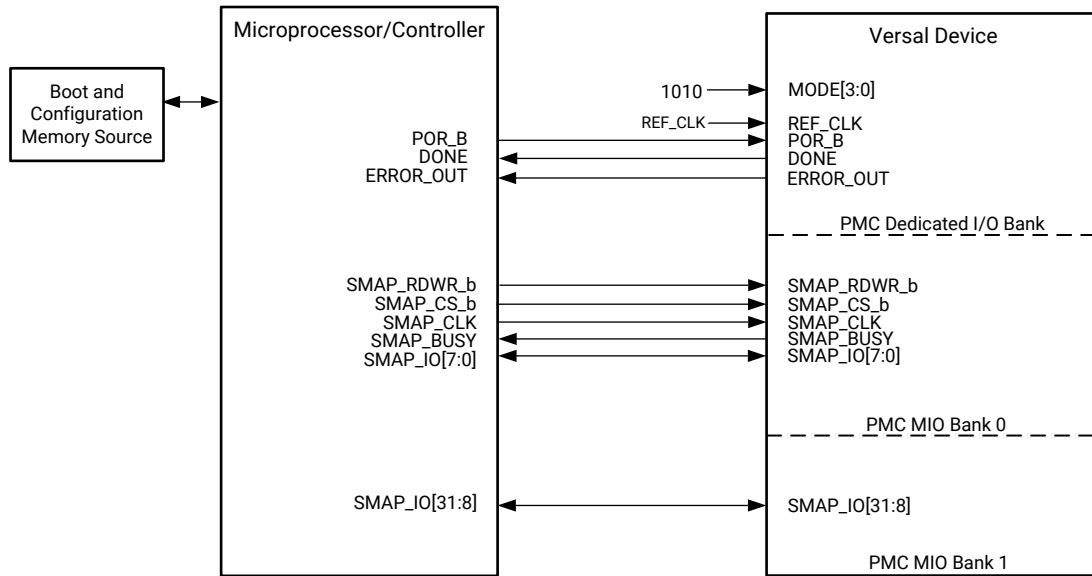 Microprocessor/Controller
Versal Device
Boot and
Configuration
Memory Source
1010
MODE[3:0]
REF_CLK
REF_CLK
POR_B
POR_B
DONE
DONE
ERROR_OUT
ERROR_OUT
PMC Dedicated I/O Bank
SMAP_RDWR_b
SMAP_RDWR_b
SMAP_CS_b
SMAP_CS_b
SMAP_CLK
SMAP_CLK
SMAP_BUSY
SMAP_BUSY
SMAP_IO[7:0]
SMAP_IO[7:0]
PMC MIO Bank 0
SMAP_IO[31:8]
SMAP_IO[31:8]
PMC MIO Bank 1